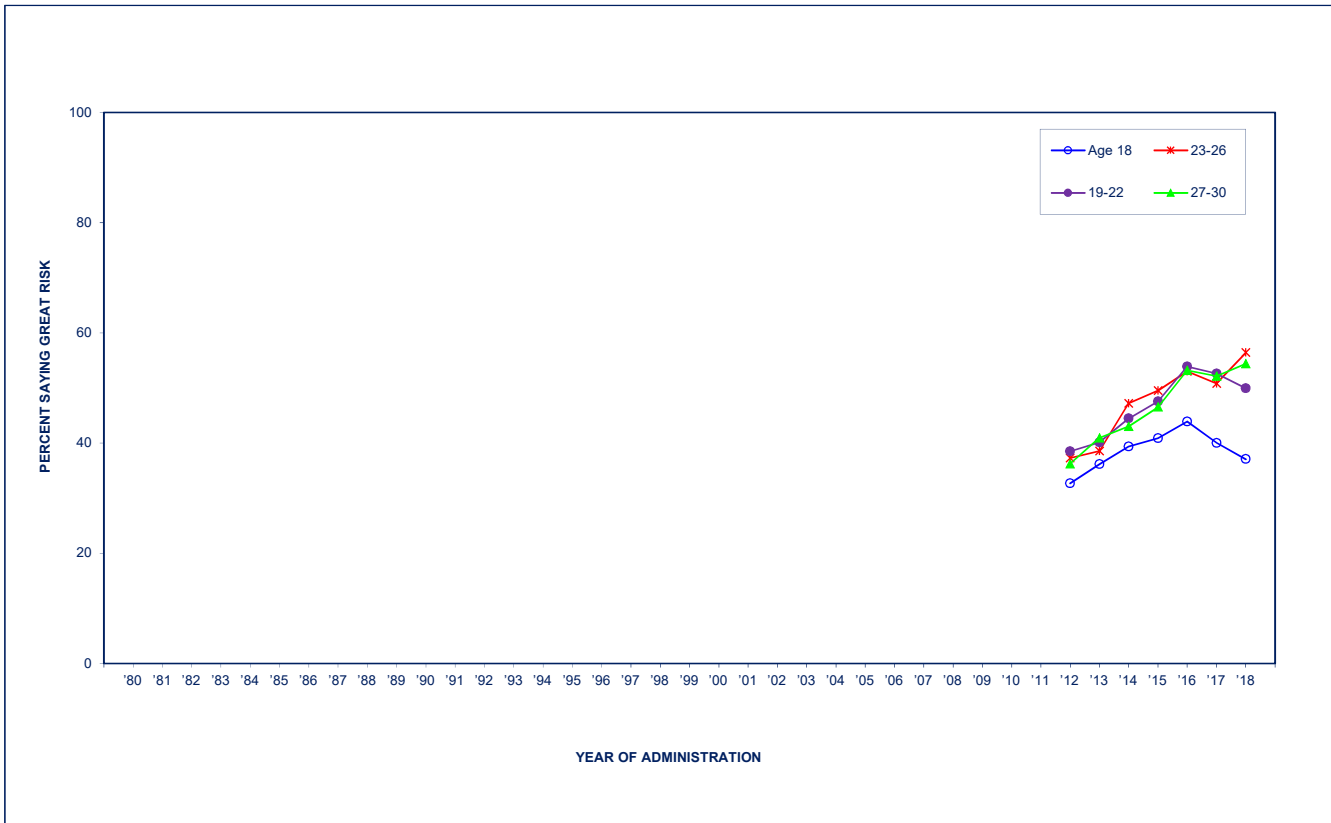 100
80
60
40
20
0
PERCENT SAYING GREAT RISK
Age 18
23-26
19-22
27-30
'80 '81 '82 '83 '84 '85 '86 '87 '88 '89 '90 '91 '92 '93 '94 '95 '96 '97 '98 '99 '00 '01 '02 '03 '04 '05 '06 '07 '08 '09 '10 '11 '12 '13 '14 '15 '16 '17 '18
YEAR OF ADMINISTRATION